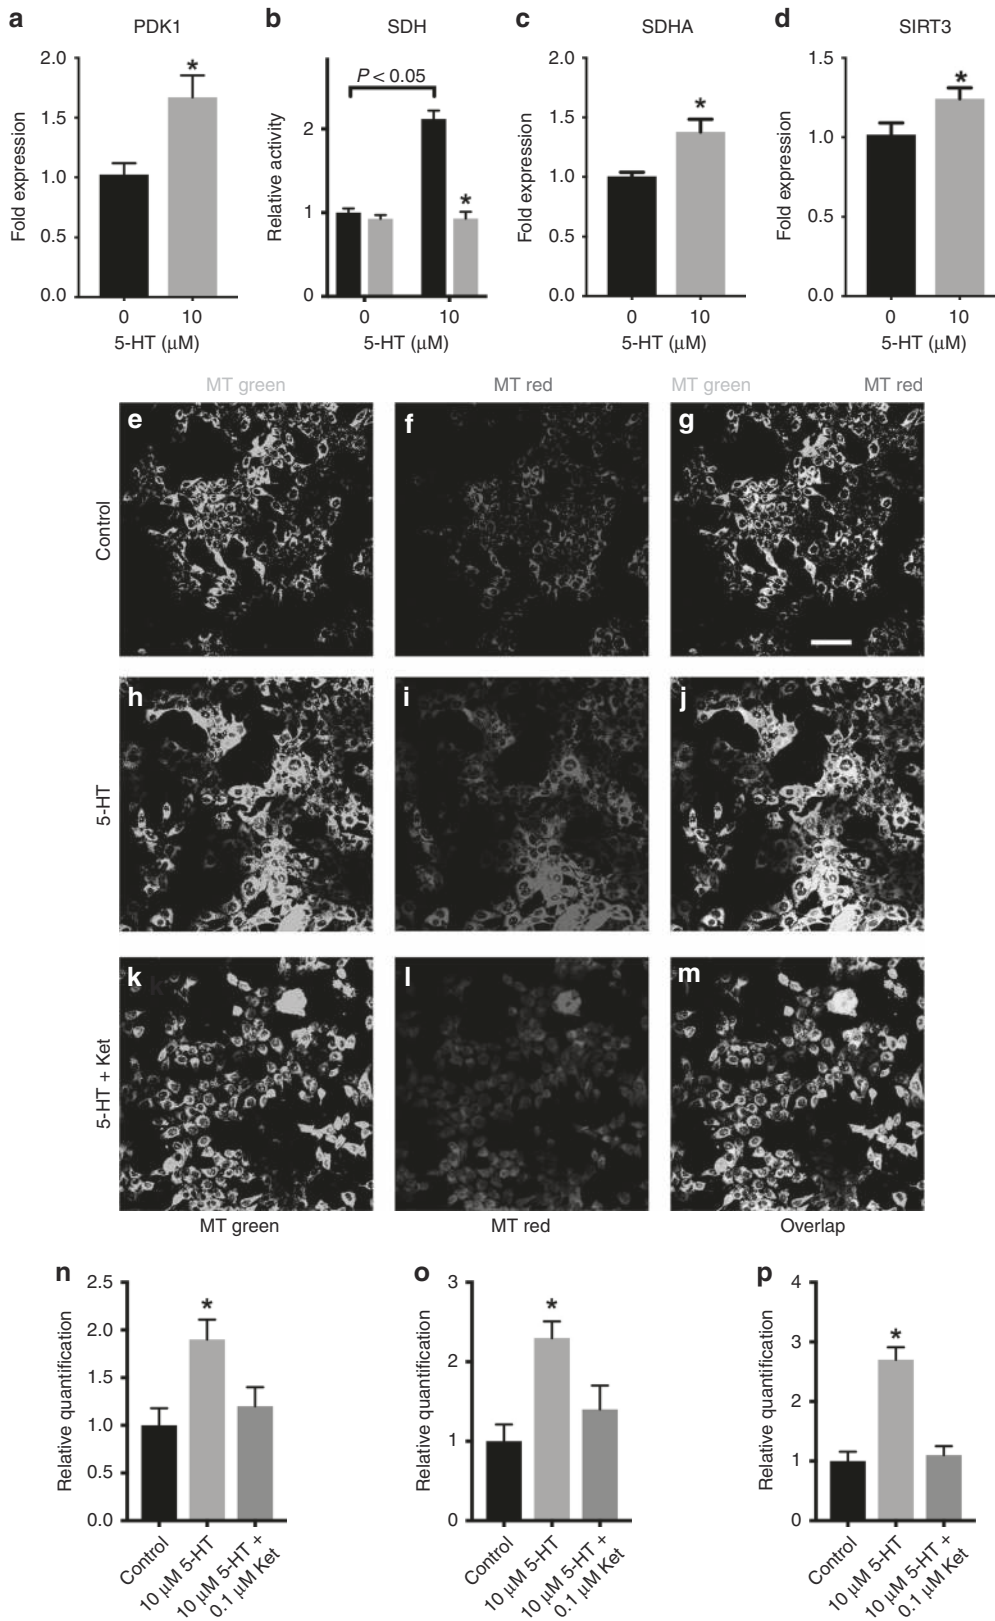 a PDK1
2.0
1.5
1.0
0.5
0.0
Fold expression
*
0 10
5-HT (μM)
b SDH
2
1
0
Relative activity
P < 0.05
*
0 10
5-HT (μM)
c SDHA
2.0
1.5
1.0
0.5
0.0
Fold expression
*
0 10
5-HT (μM)
d SIRT3
1.5
1.0
0.5
0.0
Fold expression
*
0 10
5-HT (μM)
MT green MT red MT green MT red
Control
e f g
5-HT
h i j
5-HT + Ket
k l m
MT green MT red Overlap
n
2.5
2.0
1.5
1.0
0.5
0.0
Relative quantification
*
Control
10 μM 5-HT
10 μM 5-HT +
0.1 μM Ket
o
3
2
1
0
Relative quantification
*
Control
10 μM 5-HT
10 μM 5-HT +
0.1 μM Ket
p
4
3
2
1
0
Relative quantification
*
Control
10 μM 5-HT
10 μM 5-HT +
0.1 μM Ket